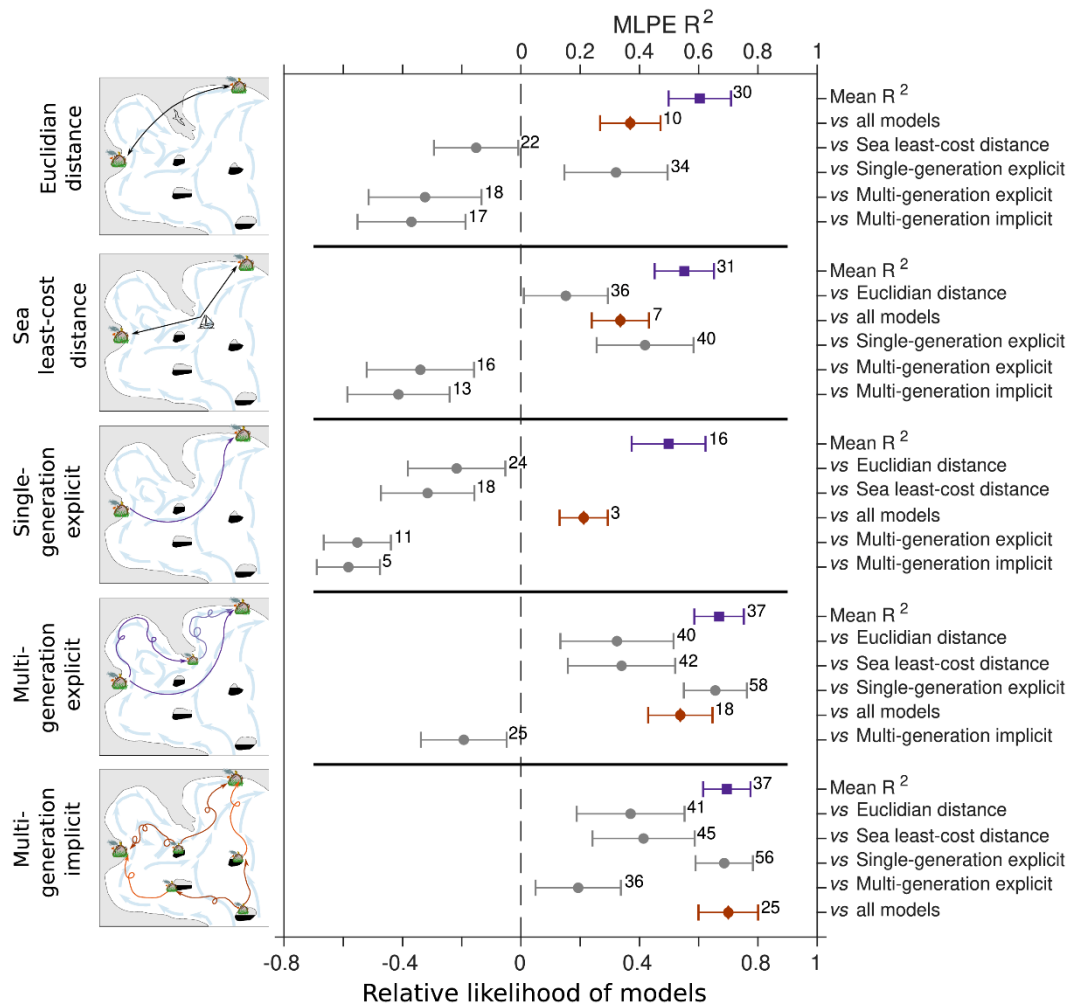 MLPE R²
0 0.2 0.4 0.6 0.8 1
Euclidian
distance
30 Mean R²
10 vs all models
22 vs Sea least-cost distance
34 vs Single-generation explicit
18 vs Multi-generation explicit
17 vs Multi-generation implicit
Sea
least-cost
distance
31 Mean R²
36 vs Euclidian distance
7 vs all models
40 vs Single-generation explicit
16 vs Multi-generation explicit
13 vs Multi-generation implicit
Single-
generation
explicit
16 Mean R²
24 vs Euclidian distance
18 vs Sea least-cost distance
3 vs all models
11 vs Multi-generation explicit
5 vs Multi-generation implicit
Multi-
generation
explicit
37 Mean R²
40 vs Euclidian distance
42 vs Sea least-cost distance
58 vs Single-generation explicit
18 vs all models
25 vs Multi-generation implicit
Multi-
generation
implicit
37 Mean R²
41 vs Euclidian distance
45 vs Sea least-cost distance
56 vs Single-generation explicit
36 vs Multi-generation explicit
25 vs all models
-0.8 -0.4 0 0.4 0.8 1
Relative likelihood of models